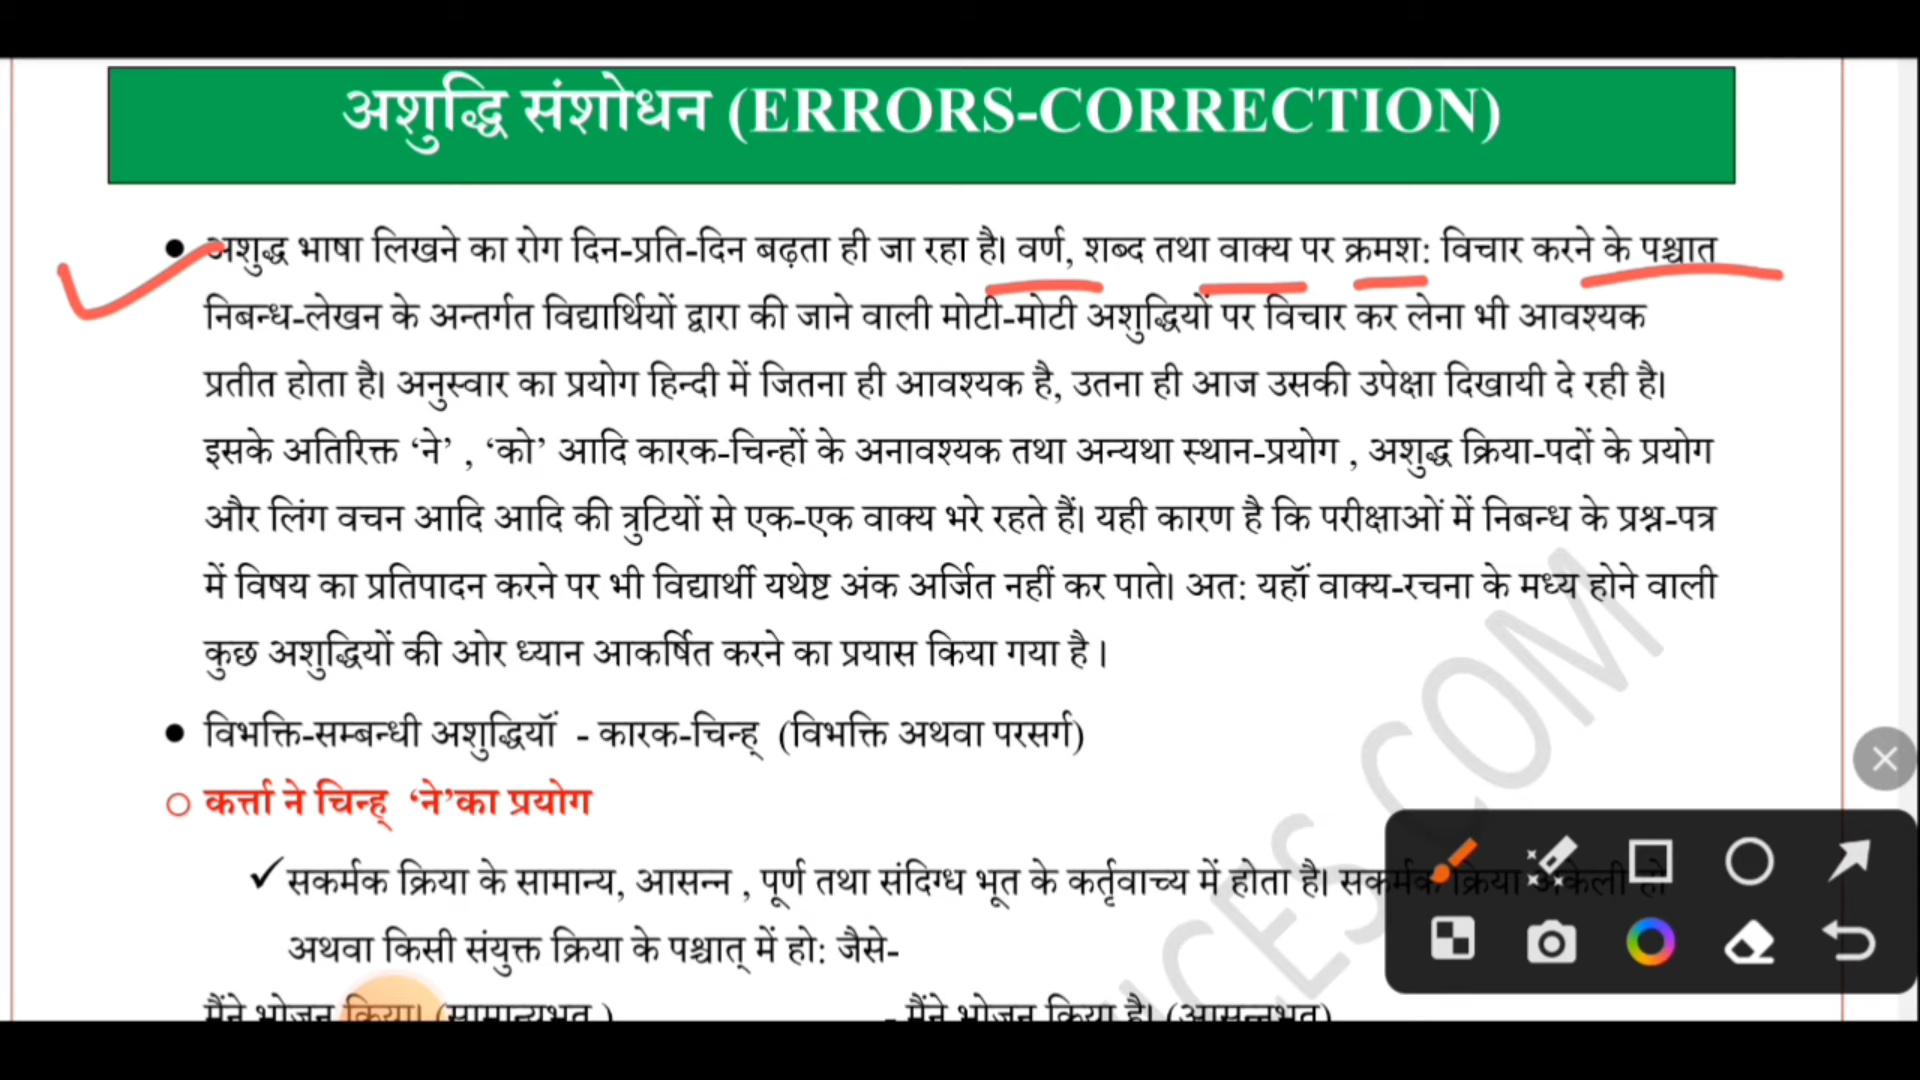 अशुद्धि संशोधन (ERRORS-CORRECTION)
● अशुद्ध भाषा लिखने का रोग दिन-प्रति-दिन बढ़ता ही जा रहा है। वर्ण, शब्द तथा वाक्य पर क्रमश: विचार करने के पश्चात
निबन्ध-लेखन के अन्तर्गत विद्यार्थियों द्वारा की जाने वाली मोटी-मोटी अशुद्धियों पर विचार कर लेना भी आवश्यक
प्रतीत होता है। अनुस्वार का प्रयोग हिन्दी में जितना ही आवश्यक है, उतना ही आज उसकी उपेक्षा दिखायी दे रही है।
इसके अतिरिक्त ‘ने’ , ‘को’ आदि कारक-चिन्हों के अनावश्यक तथा अन्यथा स्थान-प्रयोग , अशुद्ध क्रिया-पदों के प्रयोग
और लिंग वचन आदि आदि की त्रुटियों से एक-एक वाक्य भरे रहते हैं। यही कारण है कि परीक्षाओं में निबन्ध के प्रश्न-पत्र
में विषय का प्रतिपादन करने पर भी विद्यार्थी यथेष्ट अंक अर्जित नहीं कर पाते। अत: यहॉं वाक्य-रचना के मध्य होने वाली
कुछ अशुद्धियों की ओर ध्यान आकर्षित करने का प्रयास किया गया है ।
● विभक्ति-सम्बन्धी अशुद्धियॉं - कारक-चिन्ह् (विभक्ति अथवा परसर्ग)
○ कर्त्ता ने चिन्ह् ‘ने’का प्रयोग
✓ सकर्मक क्रिया के सामान्य, आसन्न , पूर्ण तथा संदिग्ध भूत के कर्तृवाच्य में होता है। सकर्मक क्रिया अकेली हो
अथवा किसी संयुक्त क्रिया के पश्चात् में हो: जैसे-
मैंने भोजन किया। (सामान्यभूत ) - मैंने भोजन किया है। (आसन्नभूत)